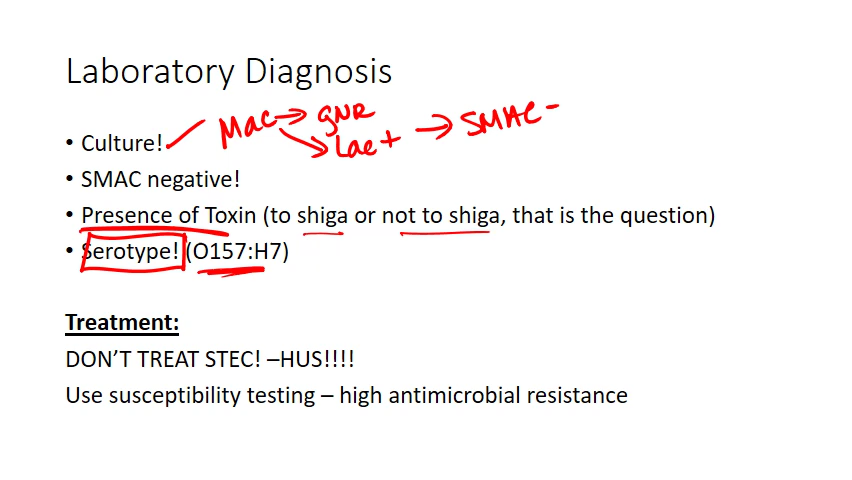 Laboratory Diagnosis
Mac → GNR
→ Lac + → SMAC -
• Culture!
• SMAC negative!
• Presence of Toxin (to shiga or not to shiga, that is the question)
• Serotype! (O157:H7)
Treatment:
DON’T TREAT STEC! –HUS!!!!
Use susceptibility testing – high antimicrobial resistance